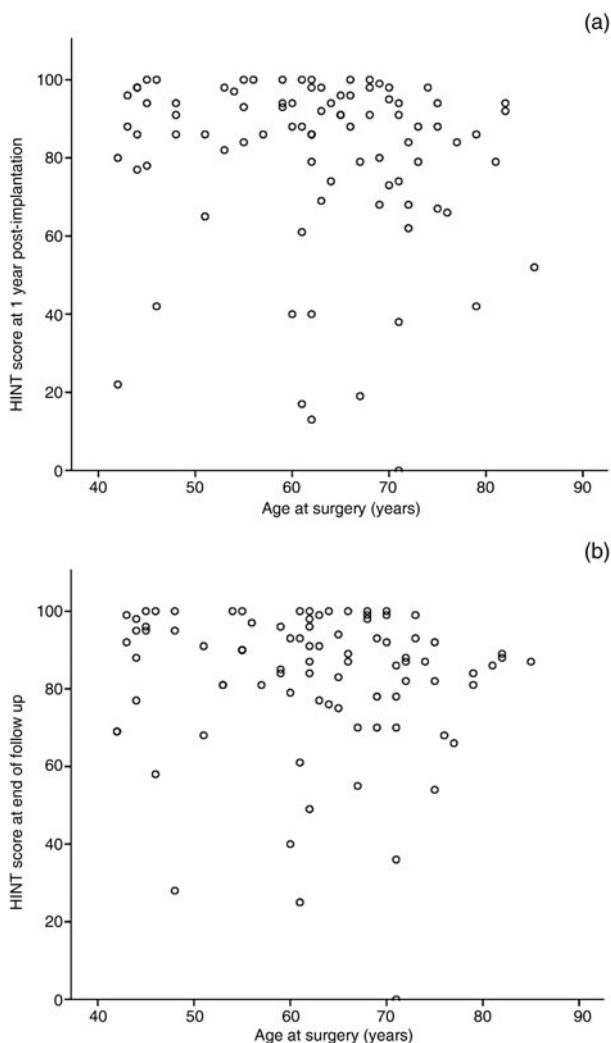 (a)
HINT score at 1 year post-implantation
100
80
60
40
20
0
40 50 60 70 80 90
Age at surgery (years)
(b)
HINT score at end of follow up
100
80
60
40
20
0
40 50 60 70 80 90
Age at surgery (years)